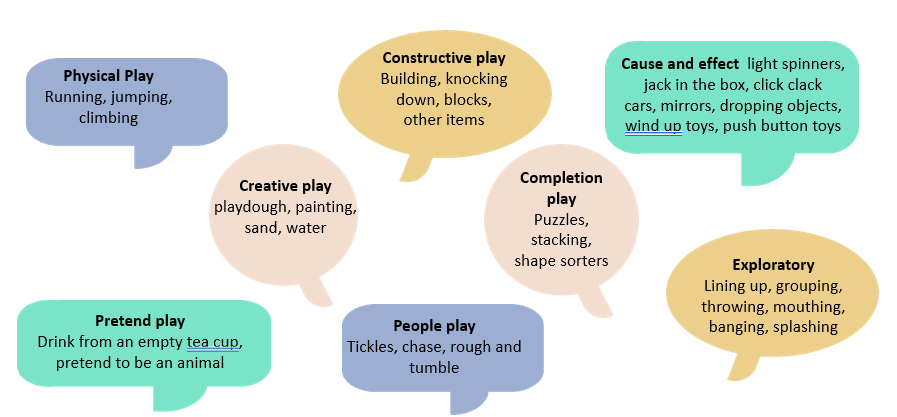 Physical Play
Running, jumping,
climbing
Constructive play
Building, knocking
down, blocks,
other items
Cause and effect light spinners,
jack in the box, click clack
cars, mirrors, dropping objects,
wind up toys, push button toys
Creative play
playdough, painting,
sand, water
Completion
play
Puzzles,
stacking,
shape sorters
Exploratory
Lining up, grouping,
throwing, mouthing,
banging, splashing
Pretend play
Drink from an empty tea cup,
pretend to be an animal
People play
Tickles, chase, rough and
tumble